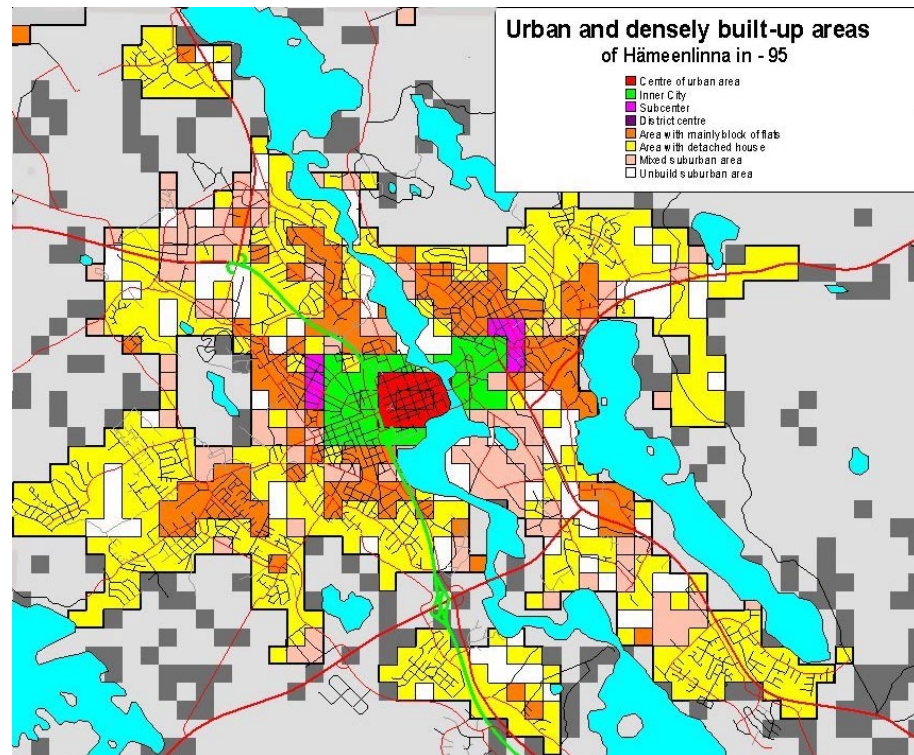 Urban and densely built-up areas
of Hämeenlinna in - 95
Centre of urban area
Inner City
Subcenter
District centre
Area with mainly block of flats
Area with detached house
Mixed suburban area
Unbuild suburban area